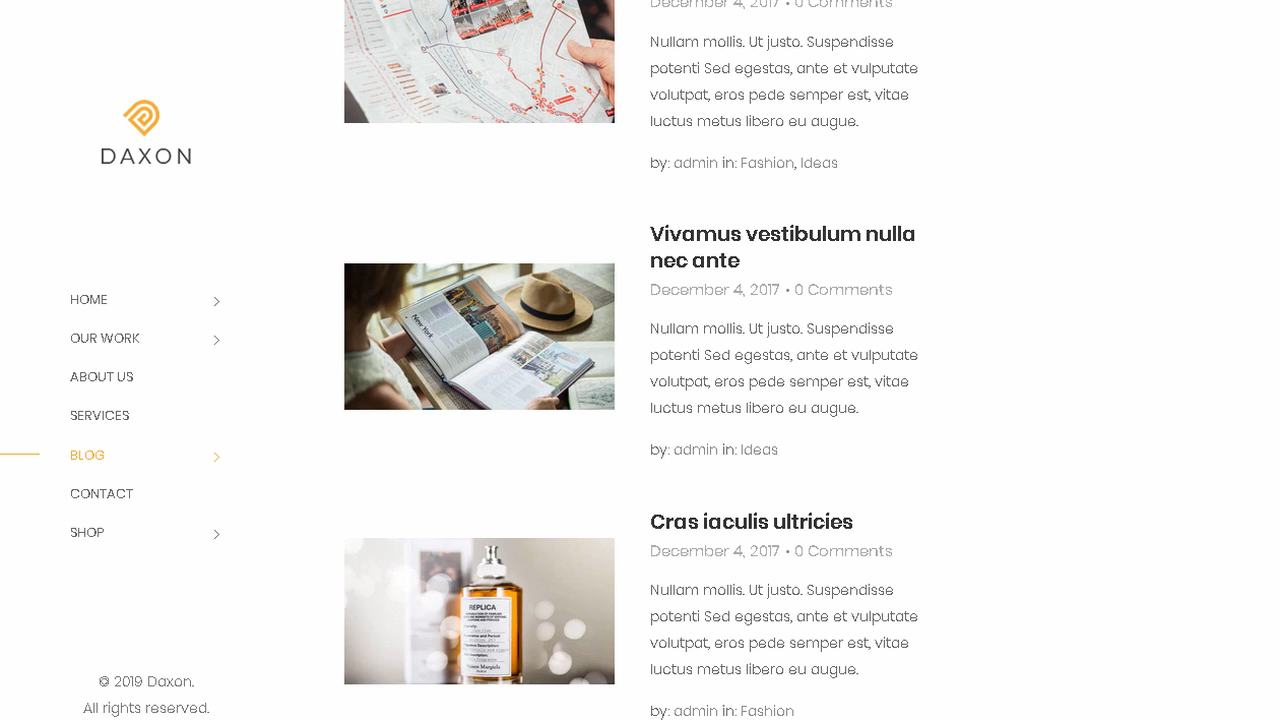 DAXON
HOME
OUR WORK
ABOUT US
SERVICES
BLOG
CONTACT
SHOP
© 2019 Daxon.
All rights reserved.
December 4, 2017 • 0 Comments
Nullam mollis. Ut justo. Suspendisse
potenti Sed egestas, ante et vulputate
volutpat, eros pede semper est, vitae
luctus metus libero eu augue.
by: admin in: Fashion, Ideas
Vivamus vestibulum nulla
nec ante
December 4, 2017 • 0 Comments
Nullam mollis. Ut justo. Suspendisse
potenti Sed egestas, ante et vulputate
volutpat, eros pede semper est, vitae
luctus metus libero eu augue.
by: admin in: Ideas
New York
Cras iaculis ultricies
December 4, 2017 • 0 Comments
Nullam mollis. Ut justo. Suspendisse
potenti Sed egestas, ante et vulputate
volutpat, eros pede semper est, vitae
luctus metus libero eu augue.
by: admin in: Fashion
REPLICA